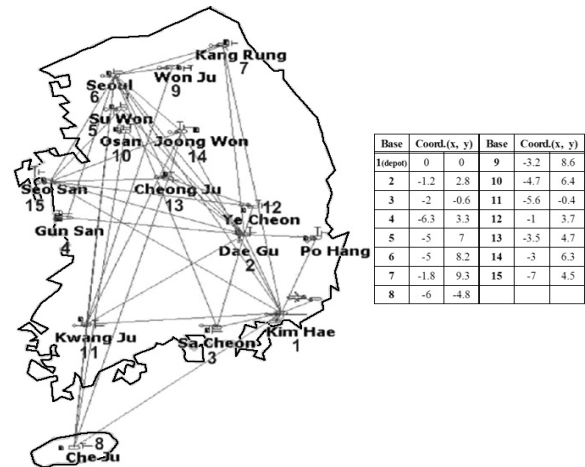 Kang Rung
7
Won Ju
9
Seoul
6
Su Won
5
Osan
10
Joong Won
14
Seo San
15
Cheong Ju
13
12
Ye Cheon
Gun San
4
Dae Gu
2
Po Hang
Kwang Ju
11
Sa Cheon
3
Kim Hae
1
8
Che Ju
Base Coord.(x, y) Base Coord.(x, y)
1(depot) 0 0 9 -3.2 8.6
2 -1.2 2.8 10 -4.7 6.4
3 -2 -0.6 11 -5.6 -0.4
4 -6.3 3.3 12 -1 3.7
5 -5 7 13 -3.5 4.7
6 -5 8.2 14 -3 6.3
7 -1.8 9.3 15 -7 4.5
8 -6 -4.8